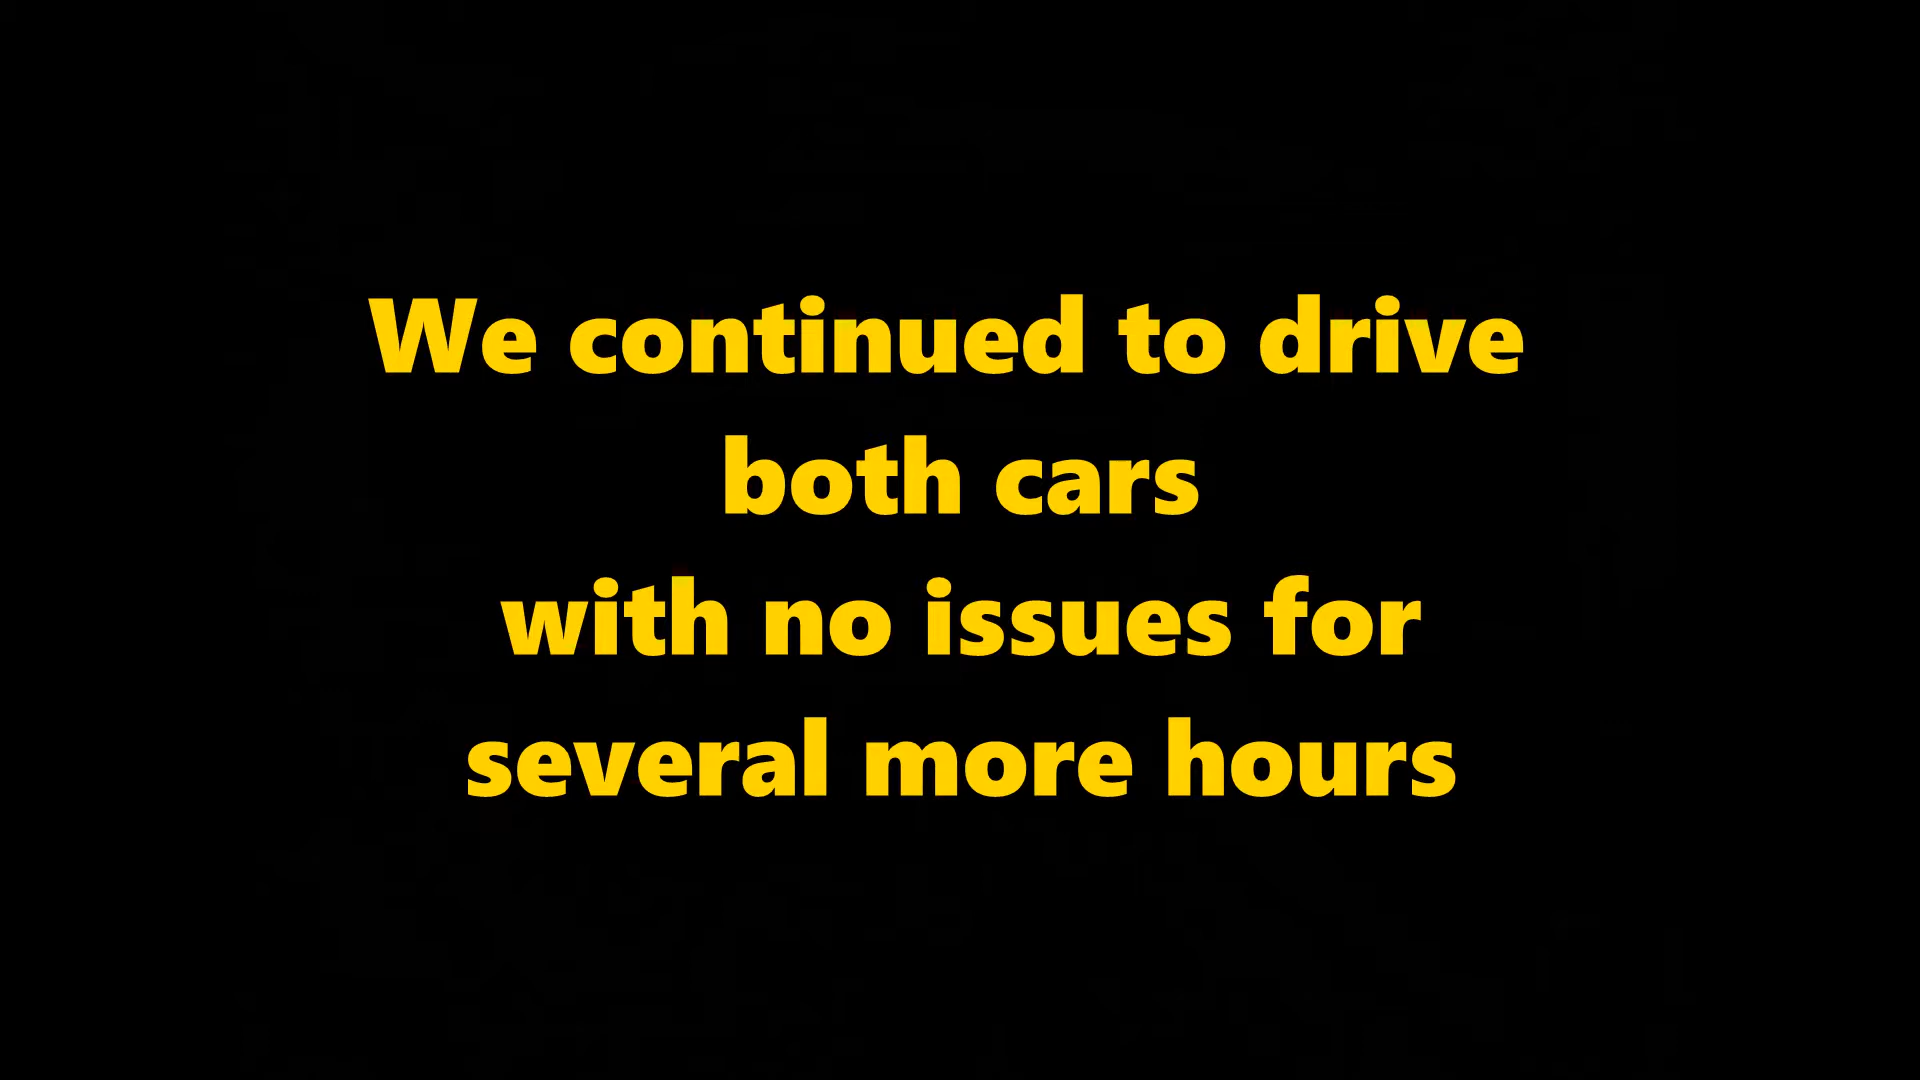 We continued to drive
both cars
with no issues for
several more hours